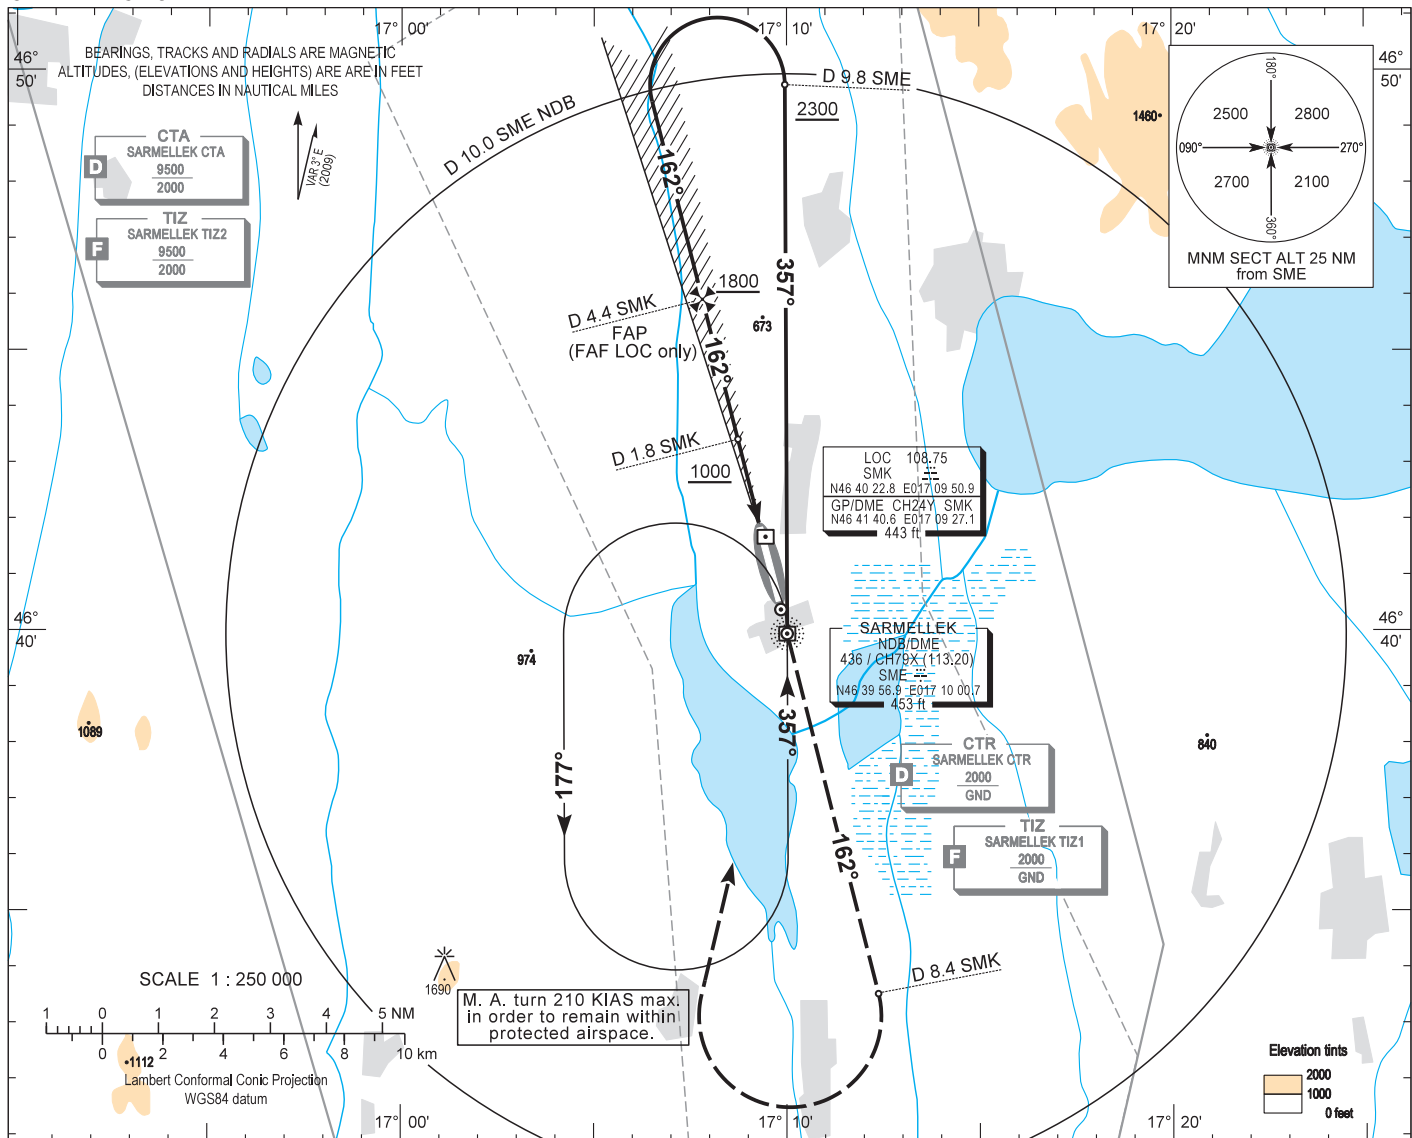 17° 00'
17° 10'
17° 20'
46°
50'
46°
50'
BEARINGS, TRACKS AND RADIALS ARE MAGNETIC
ALTITUDES, (ELEVATIONS AND HEIGHTS) ARE ARE IN FEET
DISTANCES IN NAUTICAL MILES
VAR 3° E
(2009)
CTA
D
SARMELLEK CTA
9500
2000
TIZ
F
SARMELLEK TIZ2
9500
2000
D 10.0 SME NDB
D 9.8 SME
2300
1460
180°
2500
2800
090°
270°
2700
2100
360°
MNM SECT ALT 25 NM
from SME
162°
357°
1800
D 4.4 SMK
FAP
(FAF LOC only)
673
162°
D 1.8 SMK
1000
LOC 108.75
SMK
N46 40 22.8 E017 09 50.9
GP/DME CH24Y SMK
N46 41 40.6 E017 09 27.1
443 ft
46°
40'
46°
40'
SARMELLEK
NDB/DME
436 / CH79X (113.20)
SME
N46 39 56.9 E017 10 00.7
453 ft
974
1089
357°
177°
840
CTR
D
SARMELLEK CTR
2000
GND
TIZ
F
SARMELLEK TIZ1
2000
GND
162°
D 8.4 SMK
1690
M. A. turn 210 KIAS max.
in order to remain within
protected airspace.
SCALE 1 : 250 000
1 0 1 2 3 4 5 NM
0 2 4 6 8 10 km
1112
Lambert Conformal Conic Projection
WGS84 datum
Elevation tints
2000
1000
0 feet
17° 00'
17° 10'
17° 20'